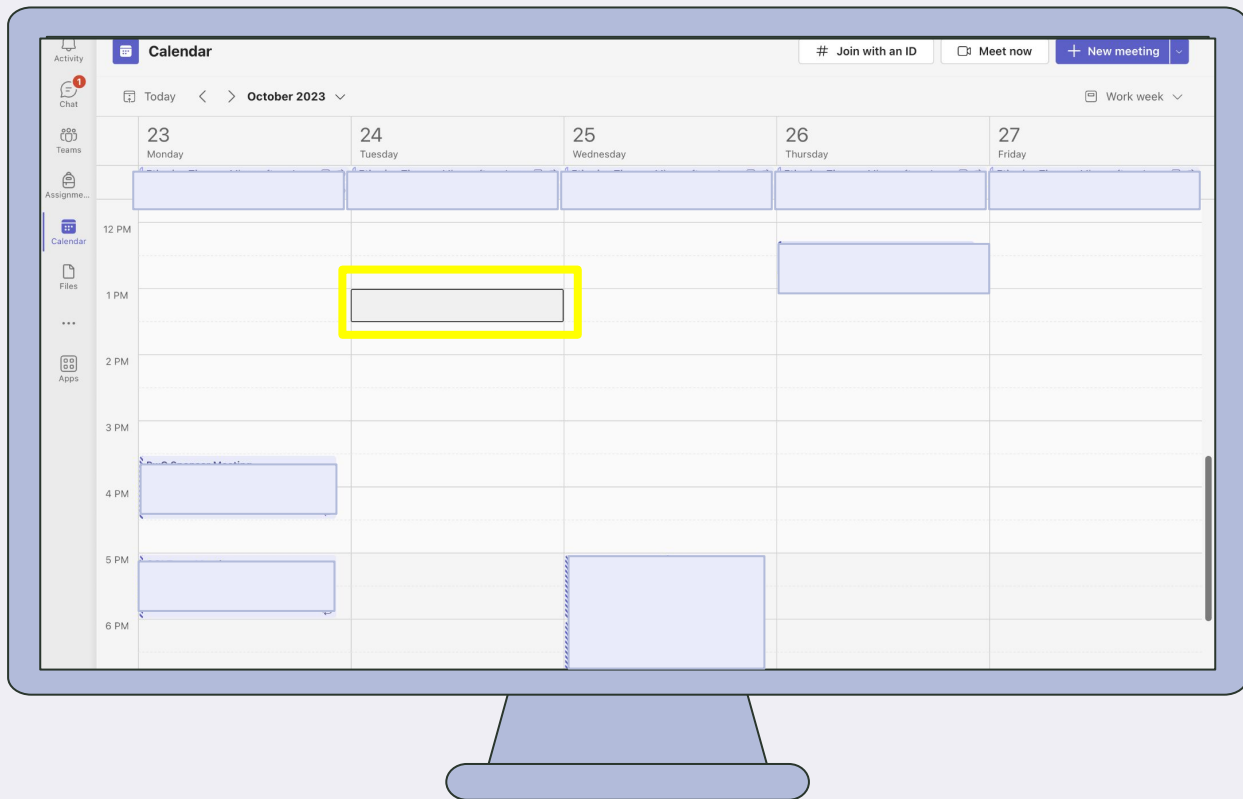 Activity
Calendar
# Join with an ID
Meet now
+ New meeting
1
Chat
Today
October 2023
Work week
Teams
23
Monday
24
Tuesday
25
Wednesday
26
Thursday
27
Friday
Assignme...
Calendar
12 PM
Files
1 PM
Apps
2 PM
3 PM
4 PM
5 PM
6 PM